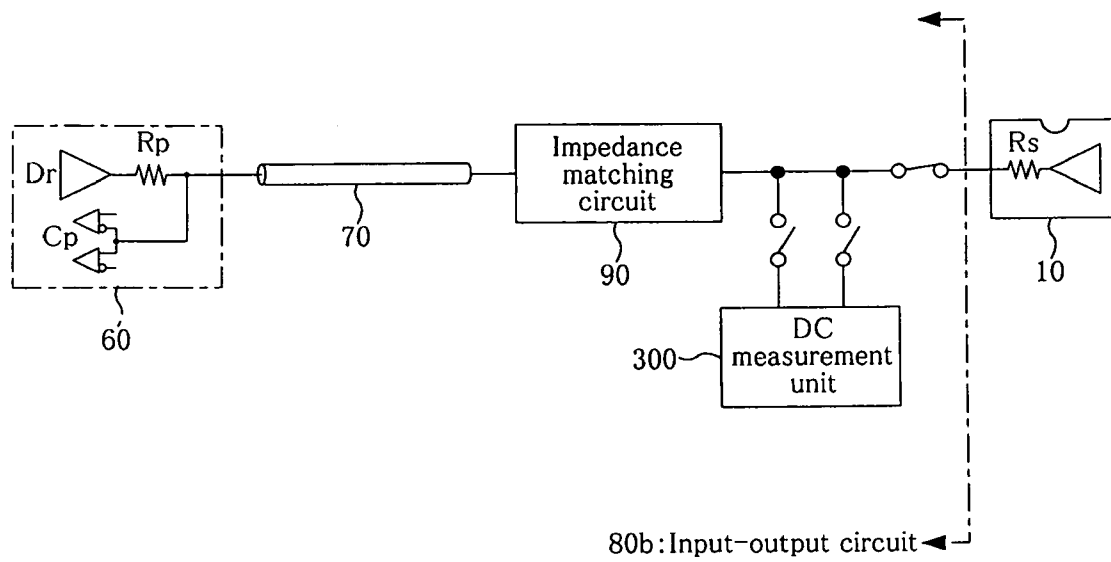 Rp
Dr
Cp
60
70
Impedance
matching
circuit
90
300
DC
measurement
unit
Rs
10
80b:Input-output circuit